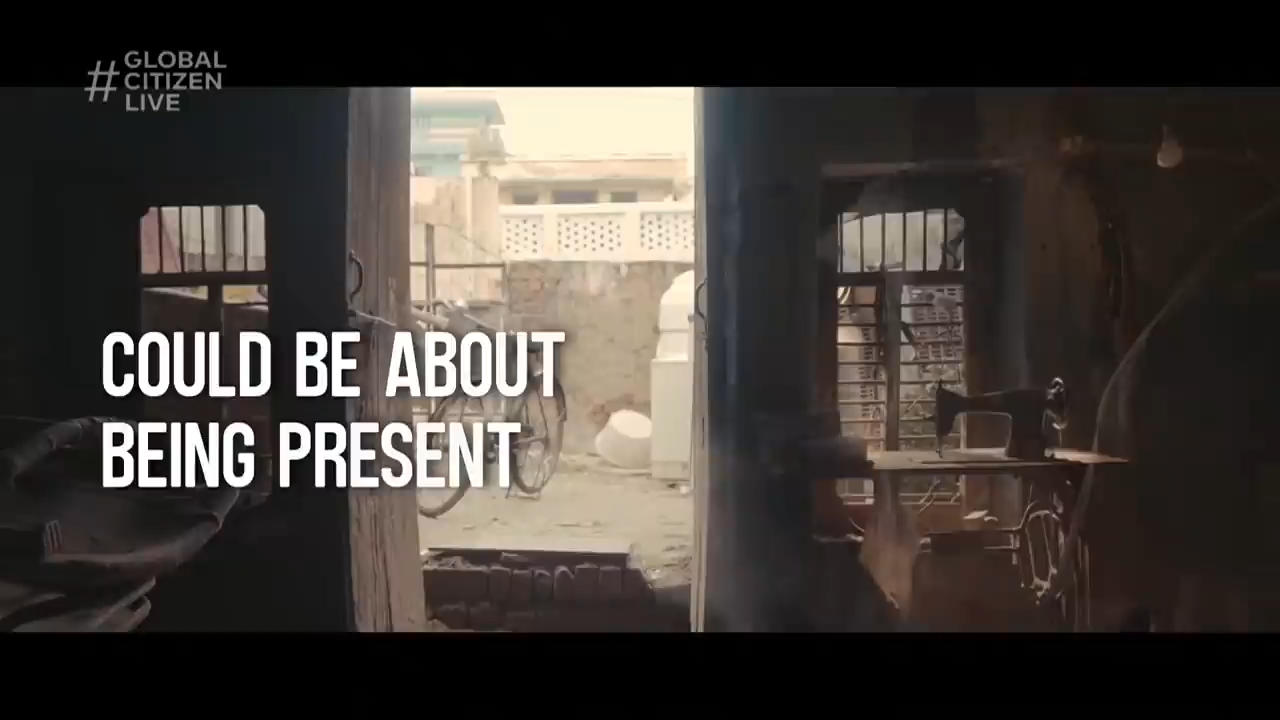 #GLOBAL
CITIZEN
LIVE
COULD BE ABOUT
BEING PRESENT